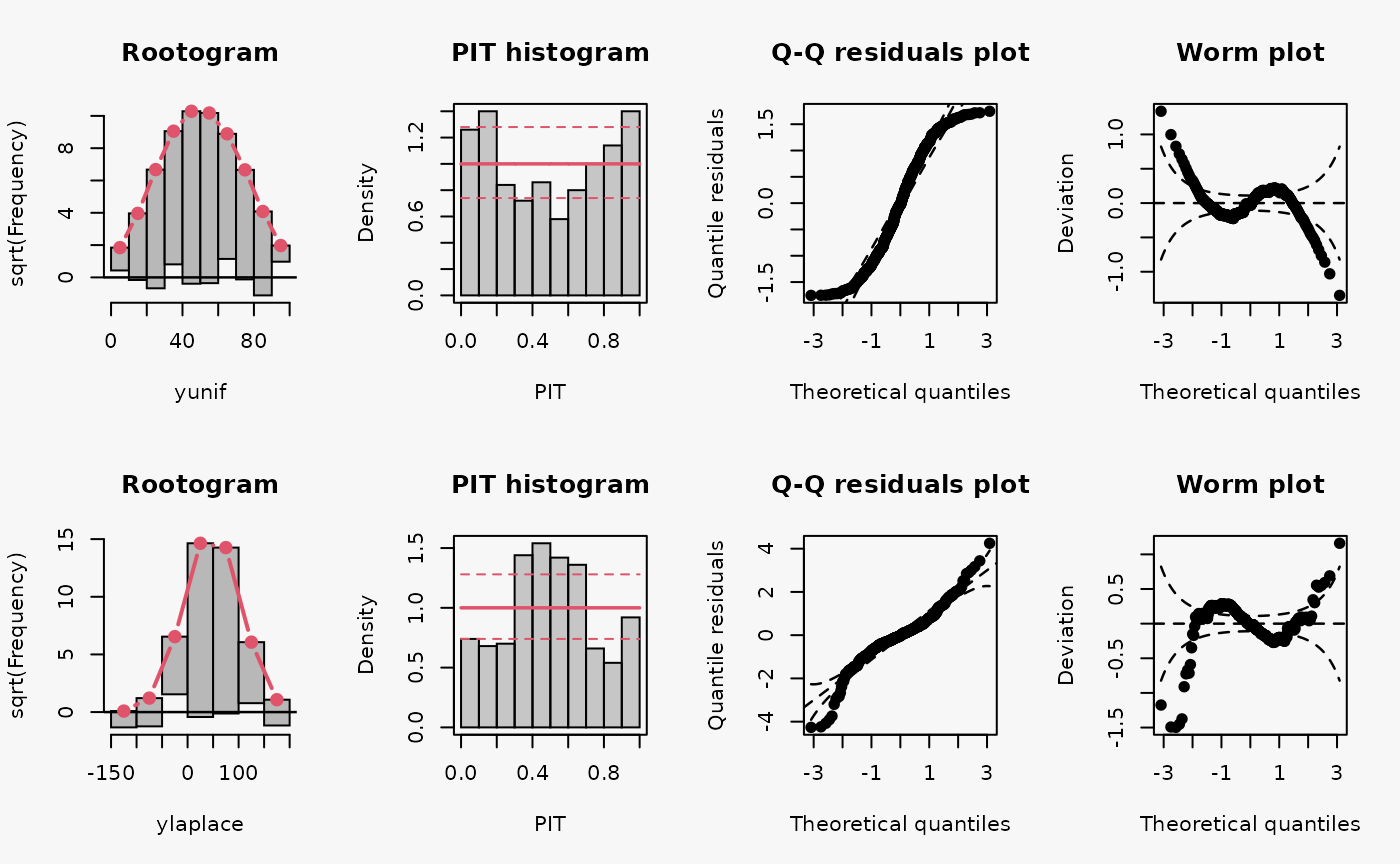 Rootogram
PIT histogram
Q-Q residuals plot
Worm plot
sqrt(Frequency)
0 4 8
0 40 80
yunif
Density
0.0 0.6 1.2
0.0 0.4 0.8
PIT
Quantile residuals
-1.5 0.0 1.5
-3 -1 1 3
Theoretical quantiles
Deviation
-1.0 0.0 1.0
-3 -1 1 3
Theoretical quantiles
Rootogram
PIT histogram
Q-Q residuals plot
Worm plot
sqrt(Frequency)
0 5 10 15
-150 0 100
ylaplace
Density
0.0 0.5 1.0 1.5
0.0 0.4 0.8
PIT
Quantile residuals
-4 -2 0 2 4
-3 -1 1 3
Theoretical quantiles
Deviation
-1.5 -0.5 0.5
-3 -1 1 3
Theoretical quantiles